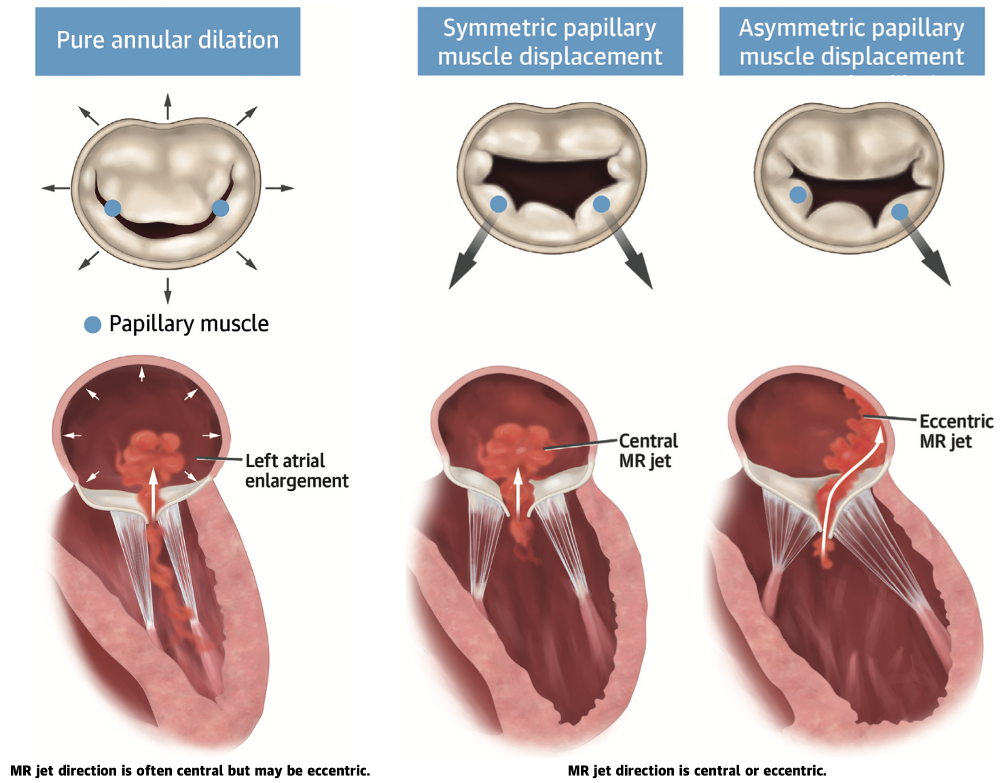 Pure annular dilation
Symmetric papillary
muscle displacement
Asymmetric papillary
muscle displacement
Papillary muscle
Left atrial
enlargement
Central
MR jet
Eccentric
MR jet
MR jet direction is often central but may be eccentric.
MR jet direction is central or eccentric.